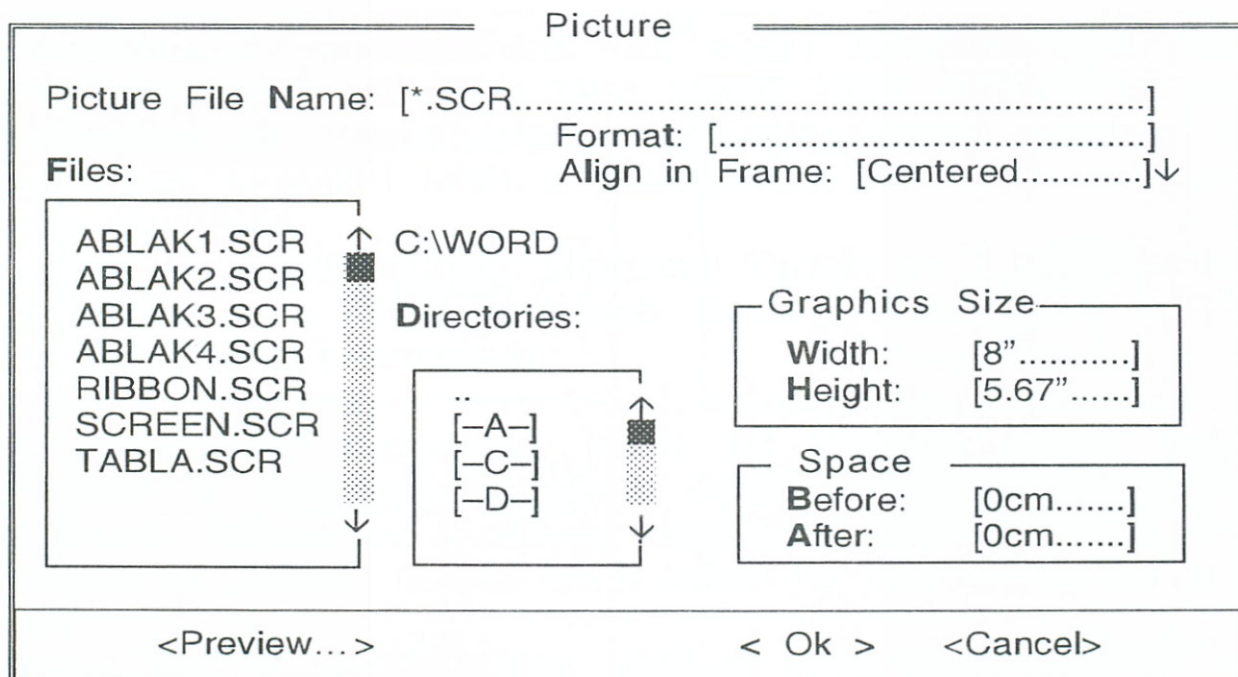 Picture
Picture File Name: [*.SCR..........................................................]
Format: [.......................................]
Align in Frame: [Centered............]↓
Files:
ABLAK1.SCR
ABLAK2.SCR
ABLAK3.SCR
ABLAK4.SCR
RIBBON.SCR
SCREEN.SCR
TABLA.SCR
C:\WORD
Directories:
..
[–A–]
[–C–]
[–D–]
Graphics Size
Width: [8”...........]
Height: [5.67”......]
Space
Before: [0cm.......]
After: [0cm.......]
<Preview...> < Ok > <Cancel>